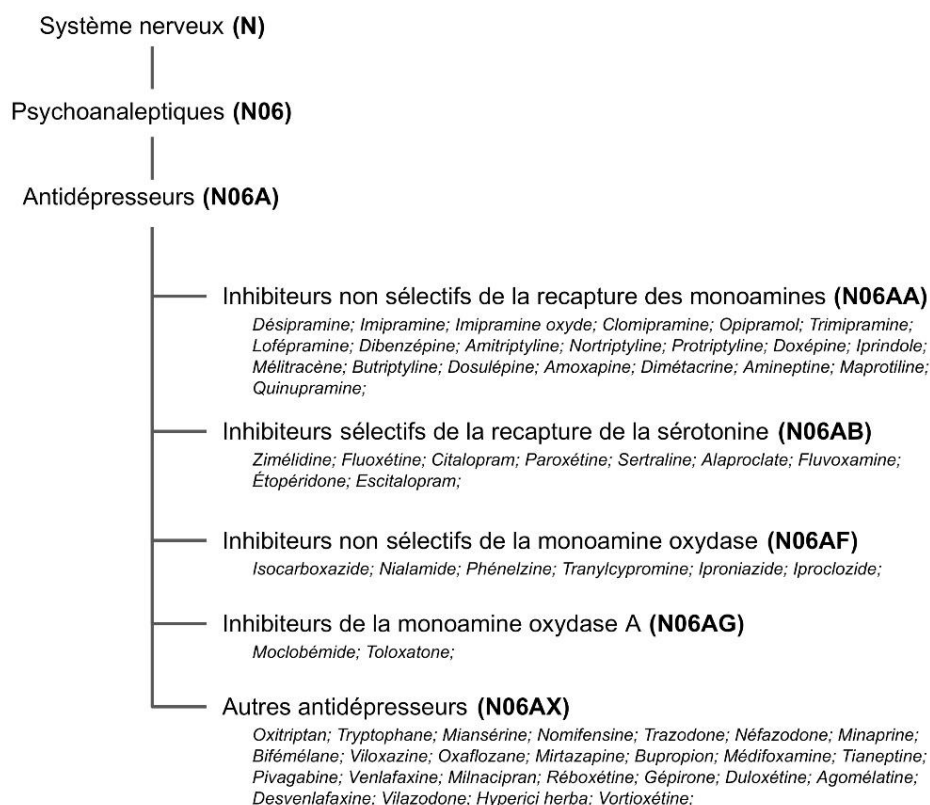 Système nerveux (N)
Psychoanaleptiques (N06)
Antidépresseurs (N06A)
Inhibiteurs non sélectifs de la recapture des monoamines (N06AA)
Désipramine; Imipramine; Imipramine oxyde; Clomipramine; Opipramol; Trimipramine;
Lofépramine; Dibenzépine; Amitriptyline; Nortriptyline; Protriptyline; Doxépine; Iprindole;
Mélitracène; Butriptyline; Dosulépine; Amoxapine; Dimétacrine; Amineptine; Maprotiline;
Quinupramine;
Inhibiteurs sélectifs de la recapture de la sérotonine (N06AB)
Zimélidine; Fluoxétine; Citalopram; Paroxétine; Sertraline; Alaproclate; Fluvoxamine;
Étopéridone; Escitalopram;
Inhibiteurs non sélectifs de la monoamine oxydase (N06AF)
Isocarboxazide; Nialamide; Phénelzine; Tranylcypromine; Iproniazide; Iproclozide;
Inhibiteurs de la monoamine oxydase A (N06AG)
Moclobémide; Toloxatone;
Autres antidépresseurs (N06AX)
Oxitriptan; Tryptophane; Miansérine; Nomifensine; Trazodone; Néfazodone; Minaprine;
Bifémélane; Viloxazine; Oxaflozane; Mirtazapine; Bupropion; Médifoxamine; Tianeptine;
Pivagabine; Venlafaxine; Milnacipran; Réboxétine; Gépirone; Duloxétine; Agomélatine;
Desvenlafaxine; Vilazodone; Hyperici herba; Vortioxétine;